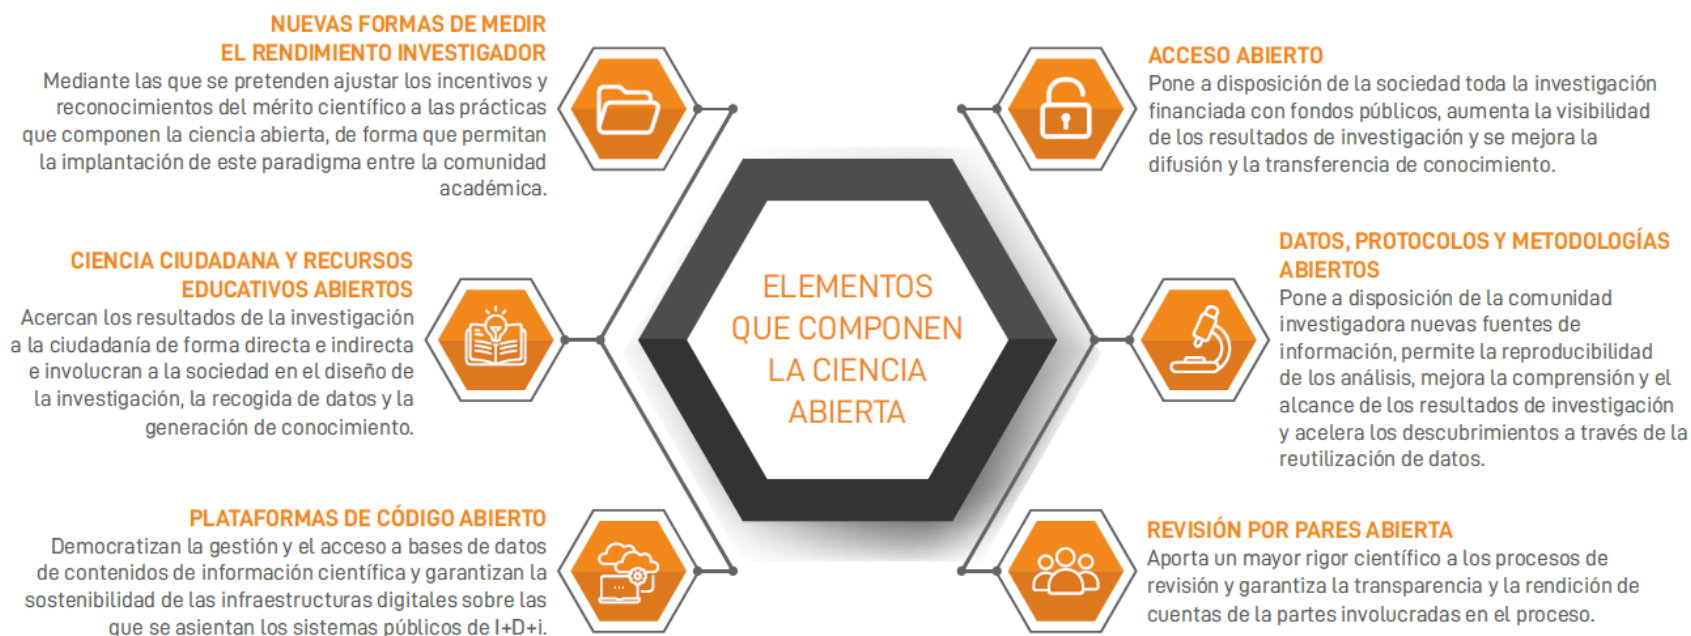 NUEVAS FORMAS DE MEDIR
EL RENDIMIENTO INVESTIGADOR
Mediante las que se pretenden ajustar los incentivos y
reconocimientos del mérito científico a las prácticas
que componen la ciencia abierta, de forma que permitan
la implantación de este paradigma entre la comunidad
académica.
CIENCIA CIUDADANA Y RECURSOS
EDUCATIVOS ABIERTOS
Acercan los resultados de la investigación
a la ciudadanía de forma directa e indirecta
e involucran a la sociedad en el diseño de
la investigación, la recogida de datos y la
generación de conocimiento.
PLATAFORMAS DE CÓDIGO ABIERTO
Democratizan la gestión y el acceso a bases de datos
de contenidos de información científica y garantizan la
sostenibilidad de las infraestructuras digitales sobre las
que se asientan los sistemas públicos de I+D+i.
ELEMENTOS
QUE COMPONEN
LA CIENCIA
ABIERTA
ACCESO ABIERTO
Pone a disposición de la sociedad toda la investigación
financiada con fondos públicos, aumenta la visibilidad
de los resultados de investigación y se mejora la
difusión y la transferencia de conocimiento.
DATOS, PROTOCOLOS Y METODOLOGÍAS
ABIERTOS
Pone a disposición de la comunidad
investigadora nuevas fuentes de
información, permite la reproducibilidad
de los análisis, mejora la comprensión y el
alcance de los resultados de investigación
y acelera los descubrimientos a través de la
reutilización de datos.
REVISIÓN POR PARES ABIERTA
Aporta un mayor rigor científico a los procesos de
revisión y garantiza la transparencia y la rendición de
cuentas de la partes involucradas en el proceso.